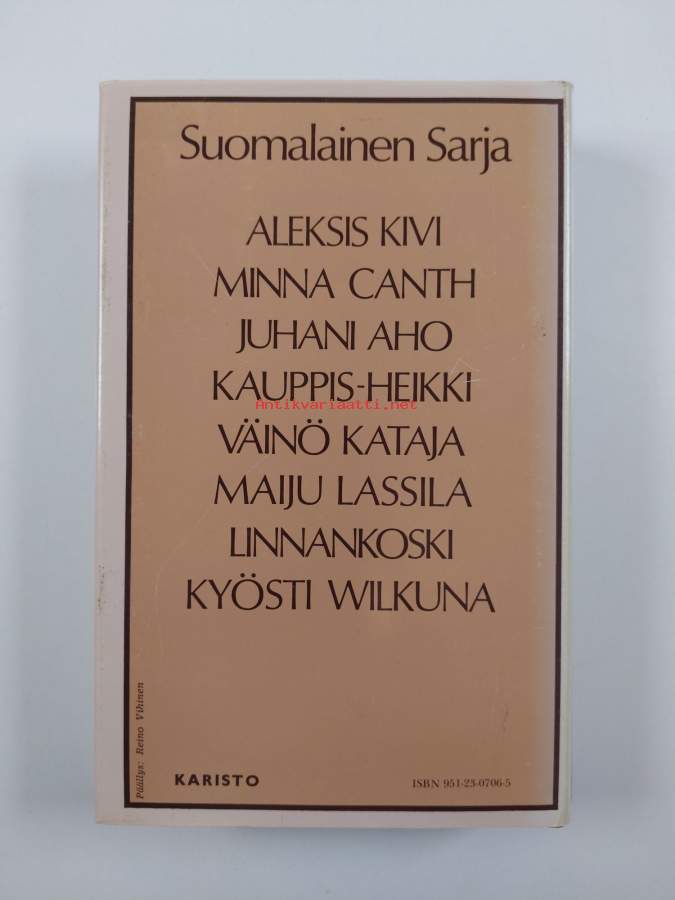 Suomalainen Sarja
ALEKSIS KIVI
MINNA CANTH
JUHANI AHO
KAUPPIS-HEIKKI
Antikvariaatti.net
VÄINÖ KATAJA
MAIJU LASSILA
LINNANKOSKI
KYÖSTI WILKUNA
Päällys: Reino Vihinen
KARISTO
ISBN 951-23-0706-5